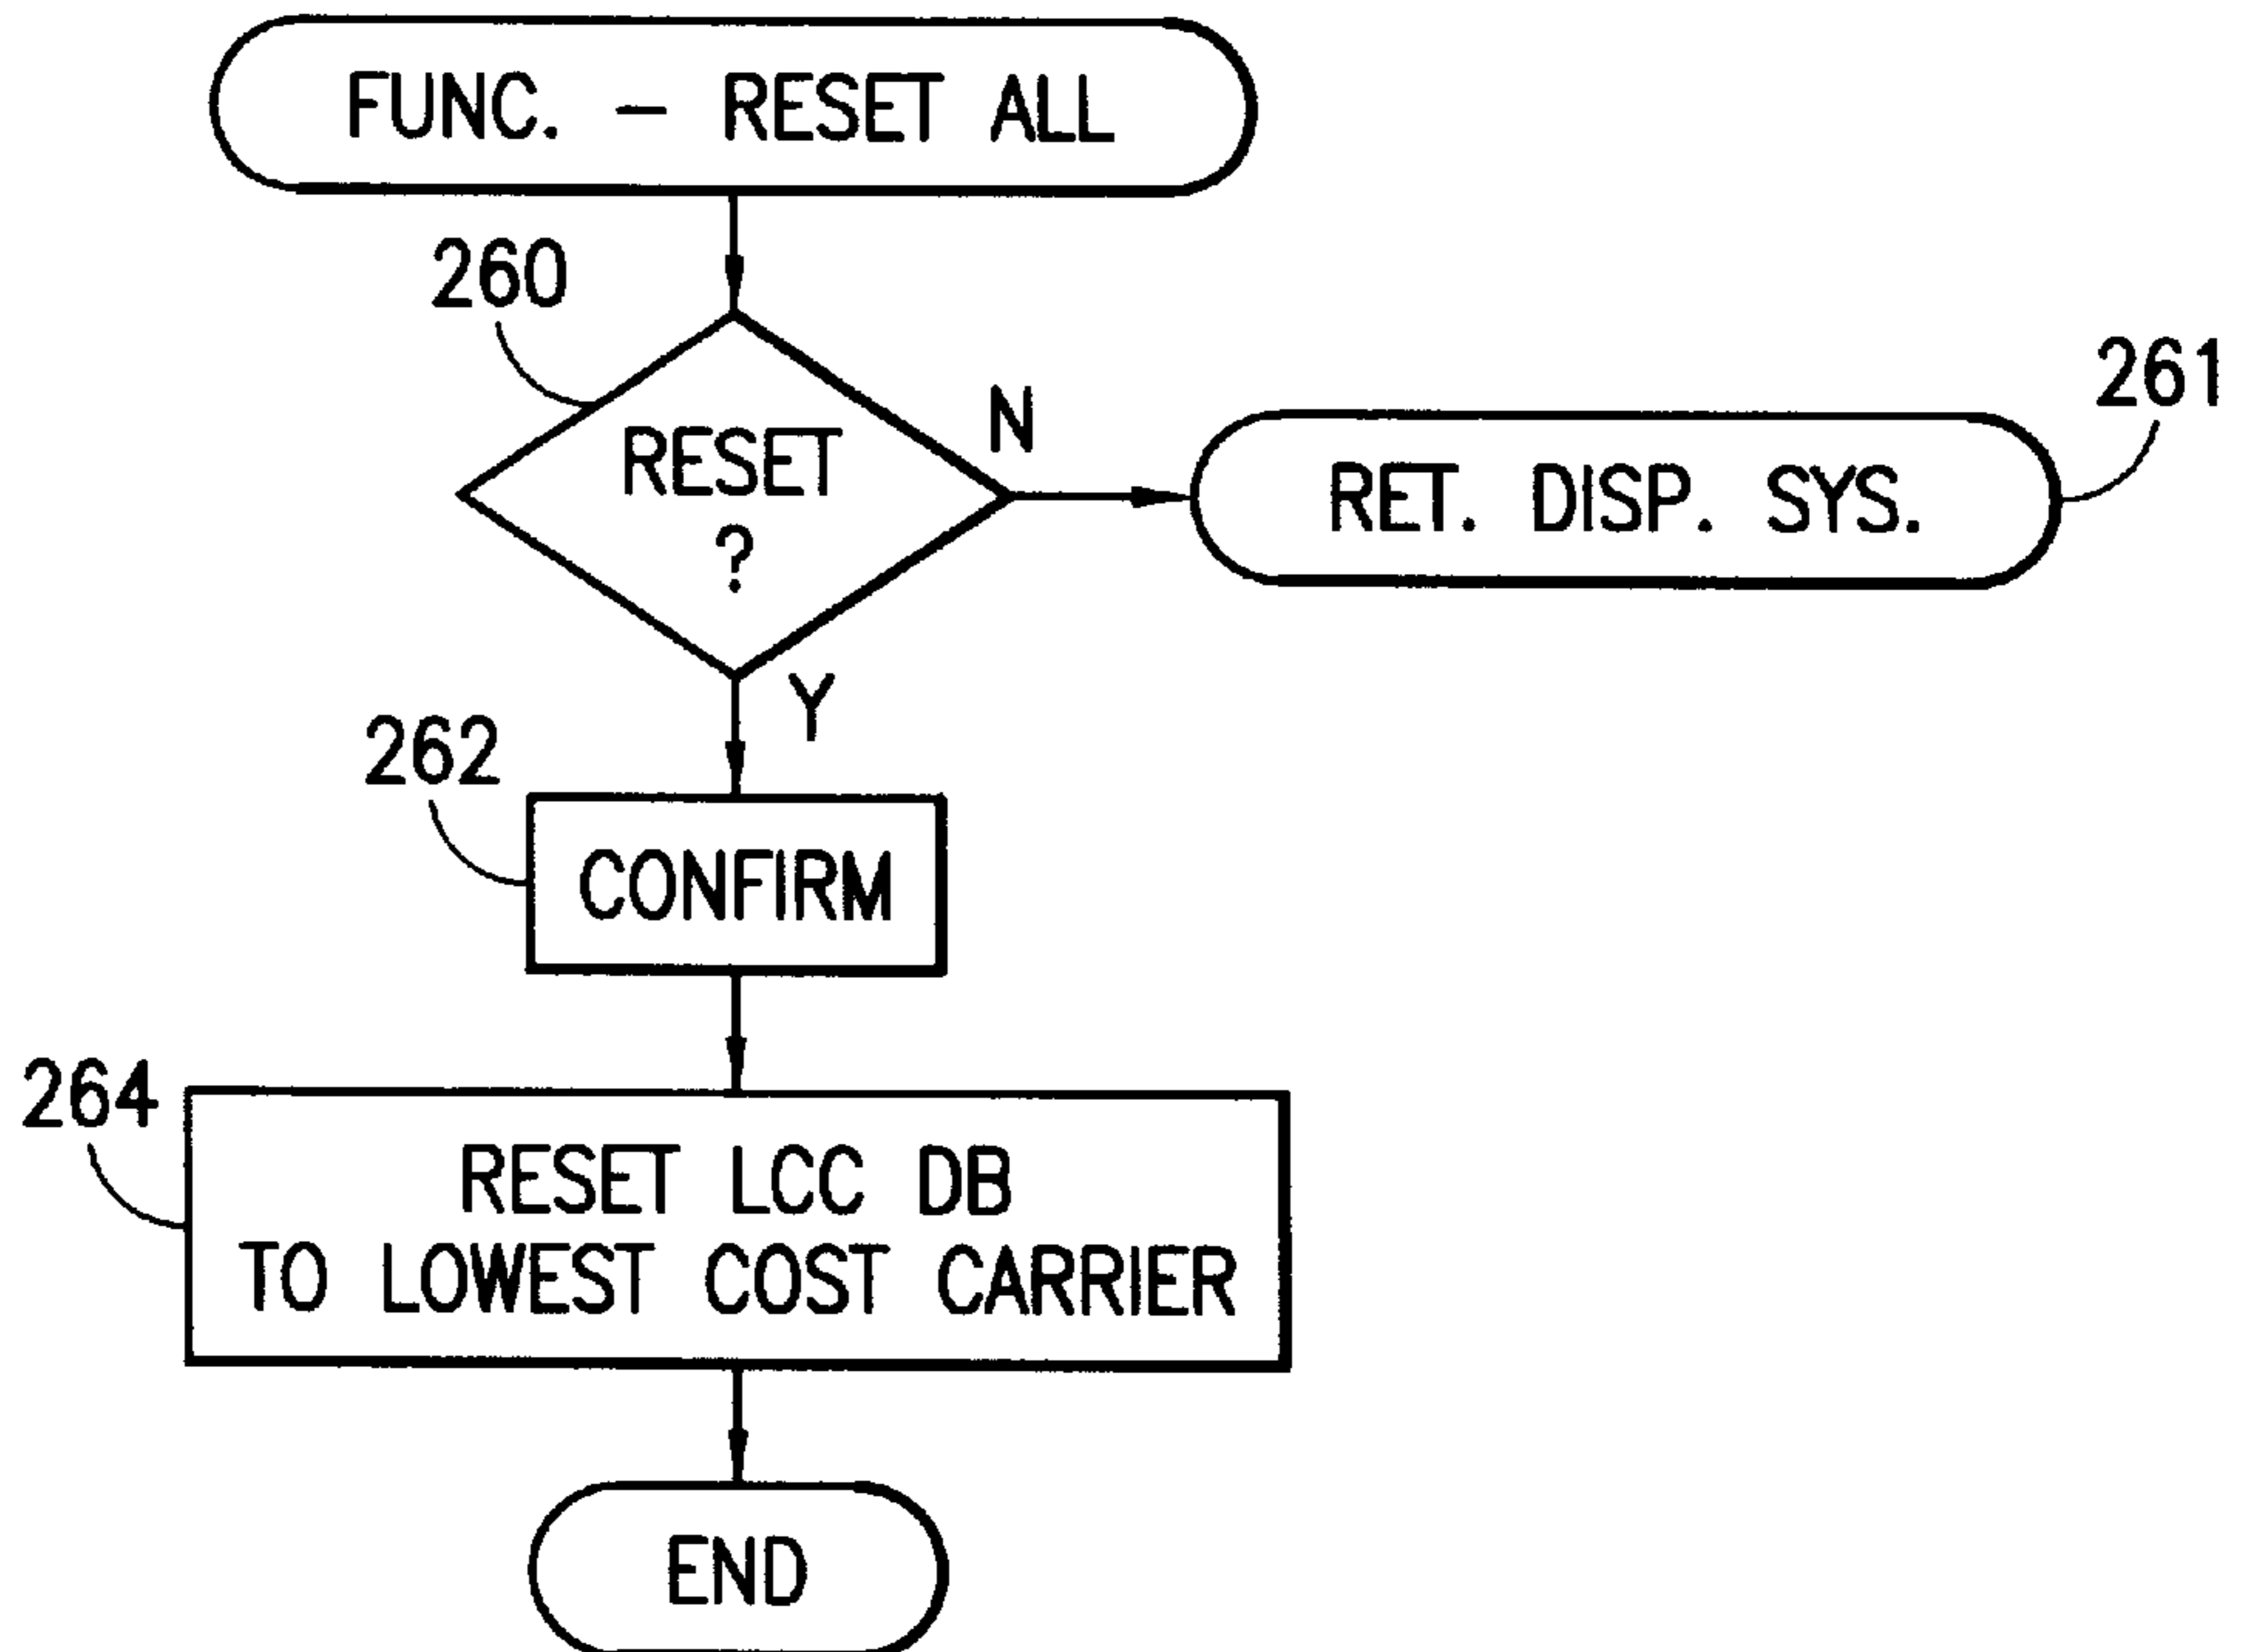 FUNC. - RESET ALL
260
RESET
?
N
RET. DISP. SYS.
261
Y
262
CONFIRM
264
RESET LCC DB
TO LOWEST COST CARRIER
END